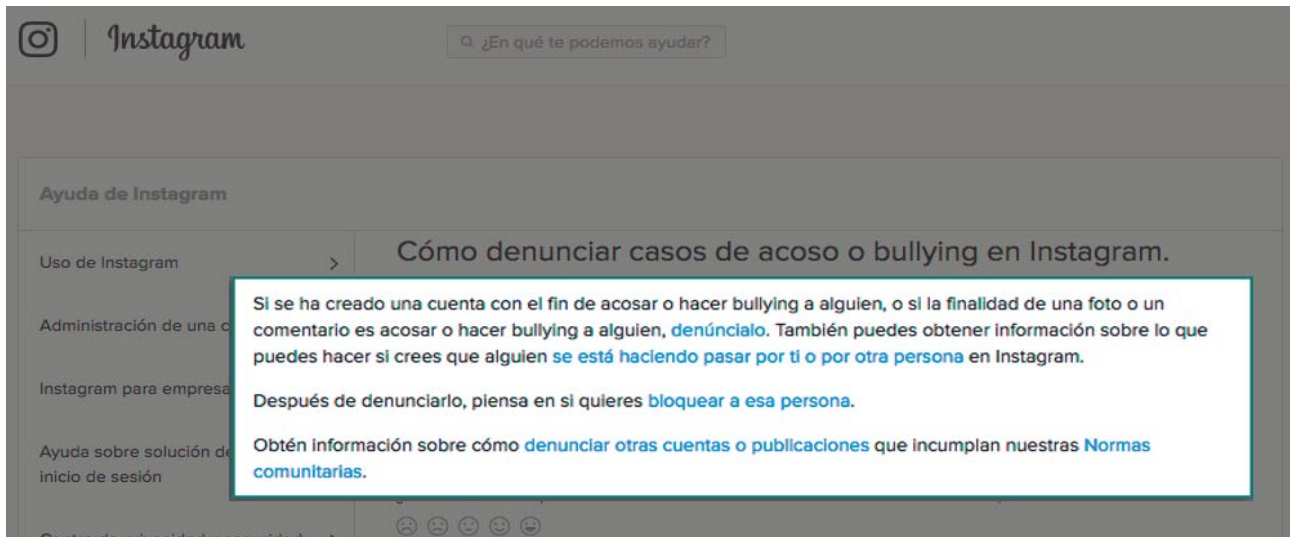 Instagram
¿En qué te podemos ayudar?
Ayuda de Instagram
Uso de Instagram
Cómo denunciar casos de acoso o bullying en Instagram.
Si se ha creado una cuenta con el fin de acosar o hacer bullying a alguien, o si la finalidad de una foto o un
comentario es acosar o hacer bullying a alguien, denúncialo. También puedes obtener información sobre lo que
puedes hacer si crees que alguien se está haciendo pasar por ti o por otra persona en Instagram.
Después de denunciarlo, piensa en si quieres bloquear a esa persona.
Obtén información sobre cómo denunciar otras cuentas o publicaciones que incumplan nuestras Normas
comunitarias.
Administración de una c
Instagram para empresa
Ayuda sobre solución de
inicio de sesión